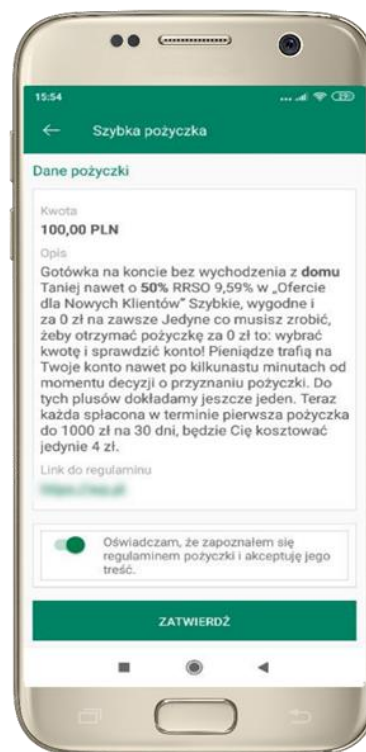 15:54
Szybka pożyczka
Dane pożyczki
Kwota
100,00 PLN
Opis
Gotówka na koncie bez wychodzenia z domu
Taniej nawet o 50% RRSO 9,59% w „Ofercie
dla Nowych Klientów” Szybkie, wygodne i
za 0 zł na zawsze Jedyne co musisz zrobić,
żeby otrzymać pożyczkę za 0 zł to: wybrać
kwotę i sprawdzić konto! Pieniądze trafią na
Twoje konto nawet po kilkunastu minutach od
momentu decyzji o przyznaniu pożyczki. Do
tych plusów dokładamy jeszcze jeden. Teraz
każda spłacona w terminie pierwsza pożyczka
do 1000 zł na 30 dni, będzie Cię kosztować
jedynie 4 zł.
Link do regulaminu
Oświadczam, że zapoznałem się
regulaminem pożyczki i akceptuję jego
treść.
ZATWIERDŹ